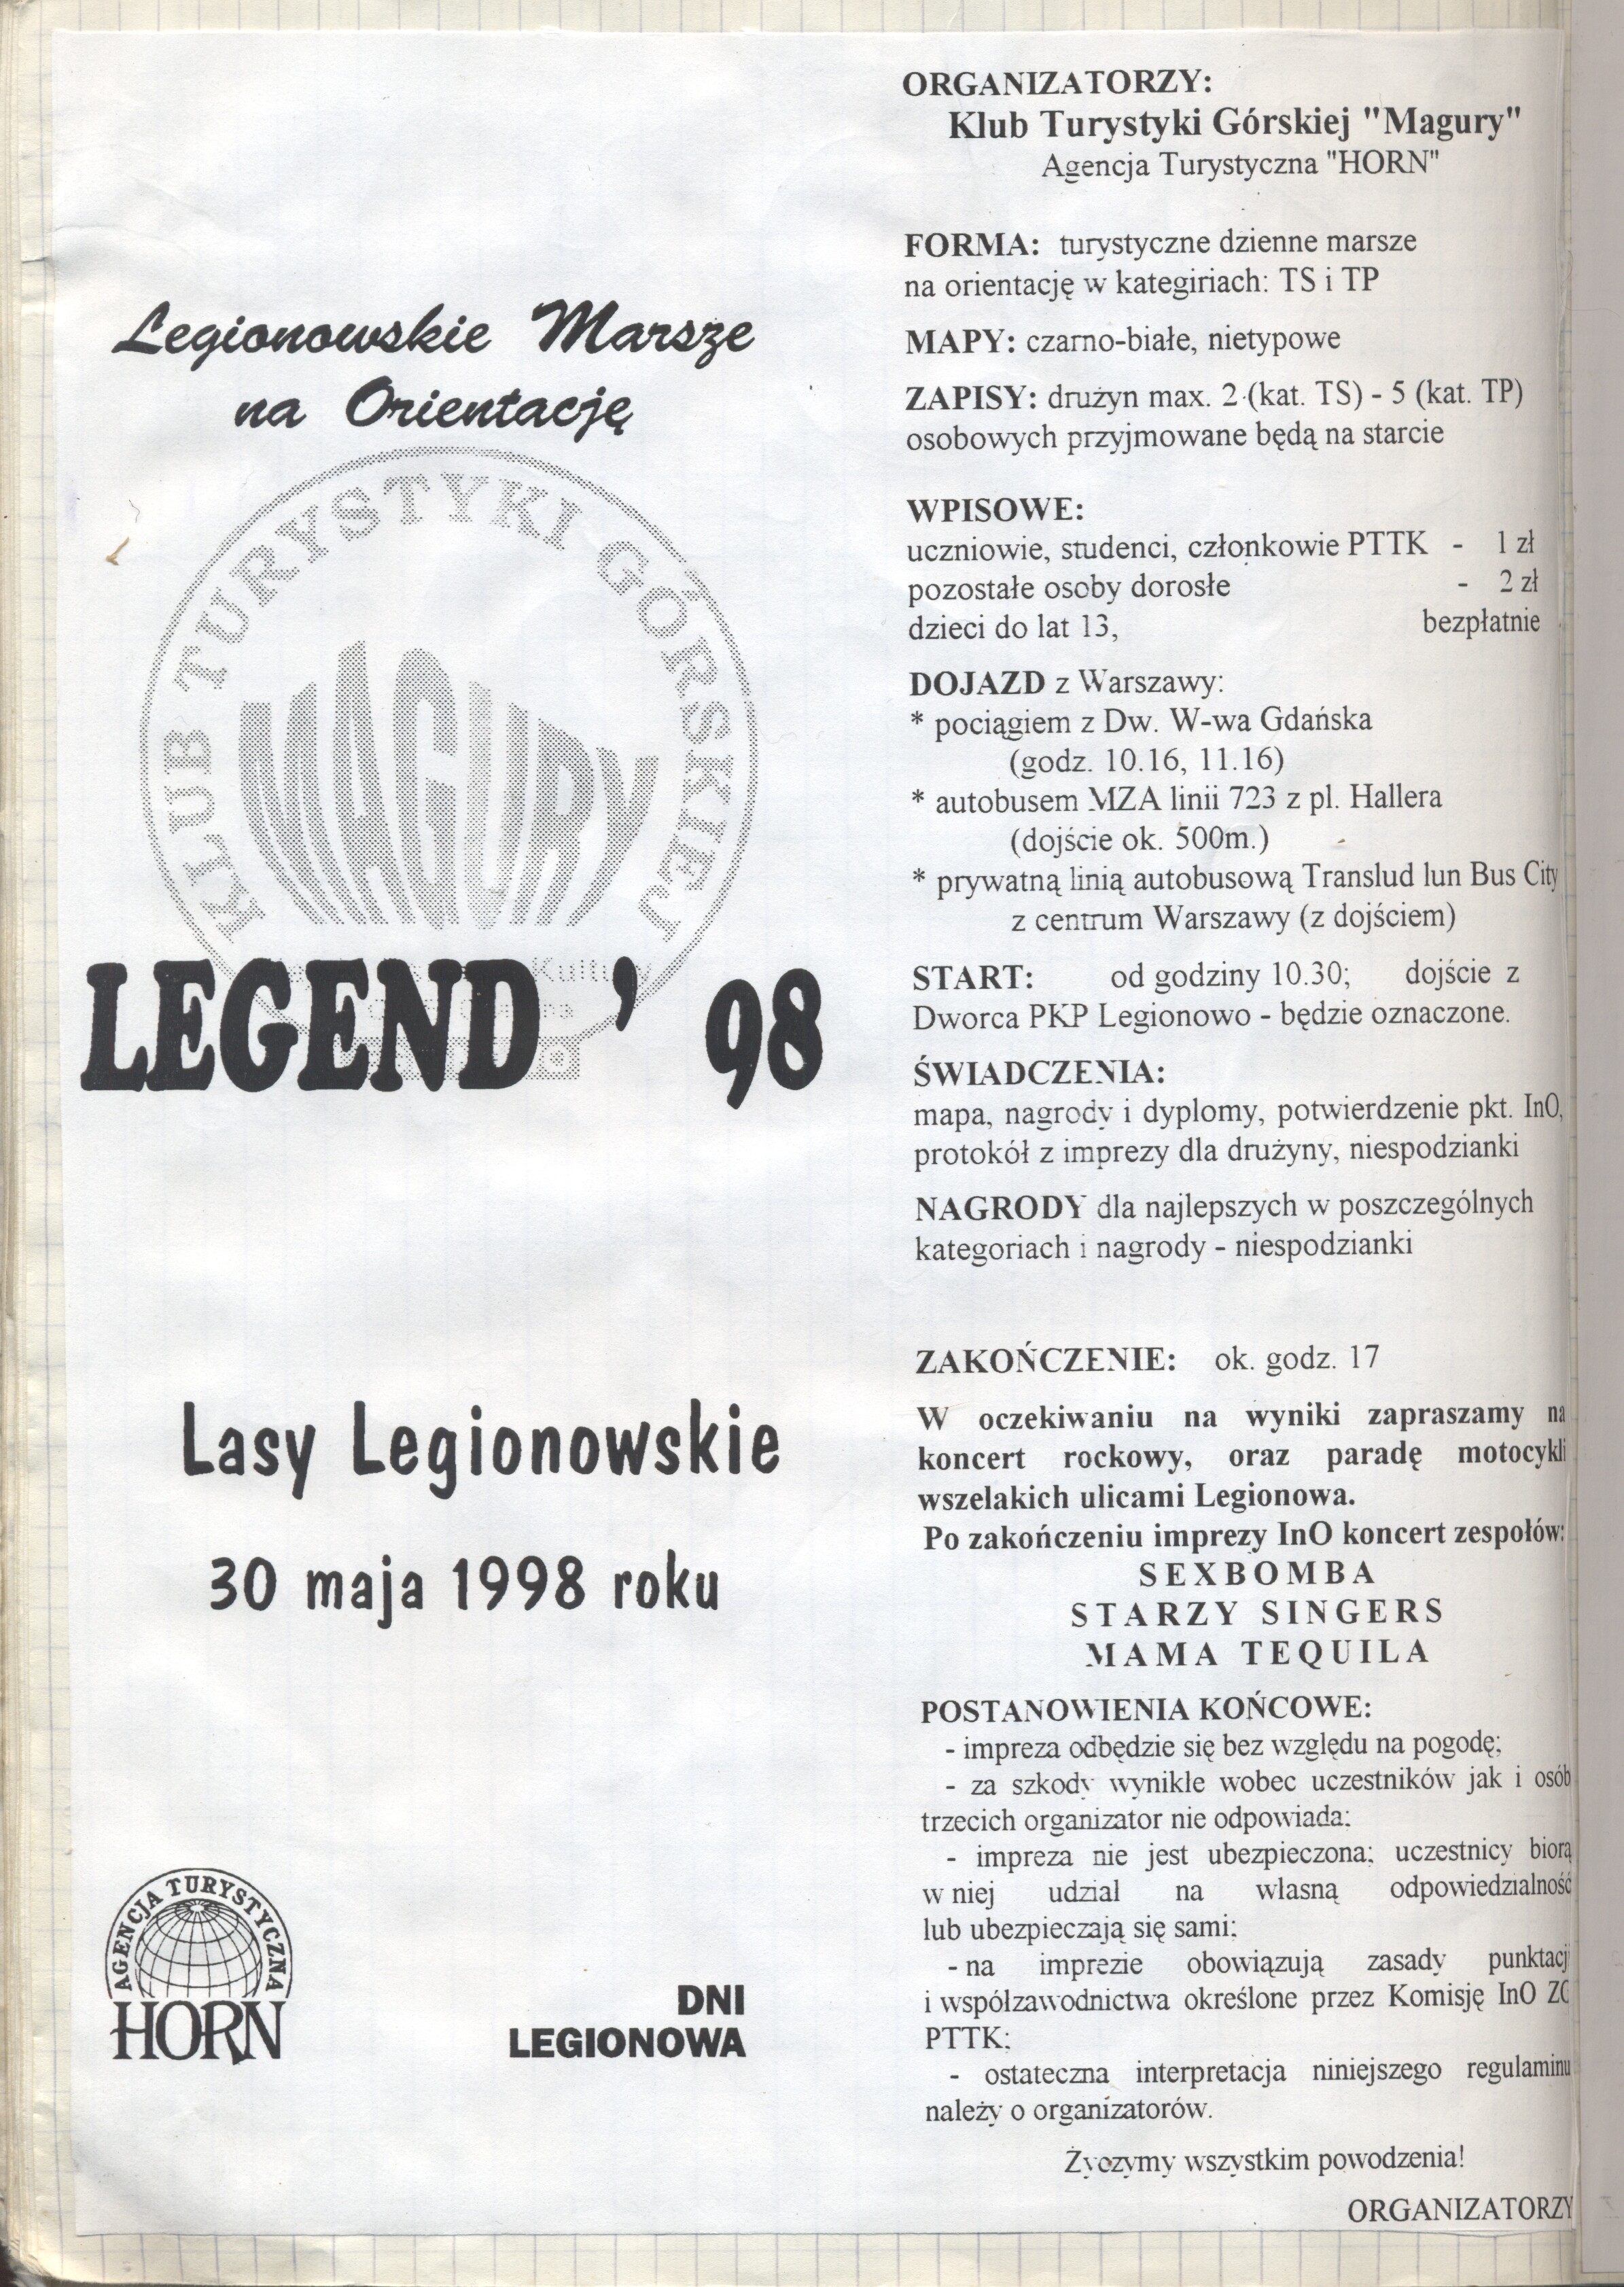 Legionowskie Marsze
na Orientację
KLUB TURYSTYKI GÓRSKIEJ
MAGURY
Kultury
LEGEND ' 98
Lasy Legionowskie
30 maja 1998 roku
AGENCJA TURYSTYCZNA
HORN
DNI
LEGIONOWA
ORGANIZATORZY:
Klub Turystyki Górskiej "Magury"
Agencja Turystyczna "HORN"
FORMA: turystyczne dzienne marsze
na orientację w kategiriach: TS i TP
MAPY: czarno-białe, nietypowe
ZAPISY: drużyn max. 2 (kat. TS) - 5 (kat. TP)
osobowych przyjmowane będą na starcie
WPISOWE:
uczniowie, studenci, członkowie PTTK - 1 zł
pozostałe osoby dorosłe - 2 zł
dzieci do lat 13, bezpłatnie
DOJAZD z Warszawy:
* pociągiem z Dw. W-wa Gdańska
(godz. 10.16, 11.16)
* autobusem MZA linii 723 z pl. Hallera
(dojście ok. 500m.)
* prywatną linią autobusową Translud lun Bus City
z centrum Warszawy (z dojściem)
START: od godziny 10.30; dojście z
Dworca PKP Legionowo - będzie oznaczone.
ŚWIADCZENIA:
mapa, nagrody i dyplomy, potwierdzenie pkt. InO,
protokół z imprezy dla drużyny, niespodzianki
NAGRODY dla najlepszych w poszczególnych
kategoriach i nagrody - niespodzianki
ZAKOŃCZENIE: ok. godz. 17
W oczekiwaniu na wyniki zapraszamy na
koncert rockowy, oraz paradę motocykli
wszelakich ulicami Legionowa.
Po zakończeniu imprezy InO koncert zespołów:
SEXBOMBA
STARZY SINGERS
MAMA TEQUILA
POSTANOWIENIA KOŃCOWE:
- impreza odbędzie się bez względu na pogodę;
- za szkody wynikłe wobec uczestników jak i osób
trzecich organizator nie odpowiada;
- impreza nie jest ubezpieczona; uczestnicy biorą
w niej udział na własną odpowiedzialność
lub ubezpieczają się sami;
- na imprezie obowiązują zasady punktacji
i współzawodnictwa określone przez Komisję InO ZG
PTTK;
- ostateczna interpretacja niniejszego regulaminu
należy o organizatorów.
Życzymy wszystkim powodzenia!
ORGANIZATORZY